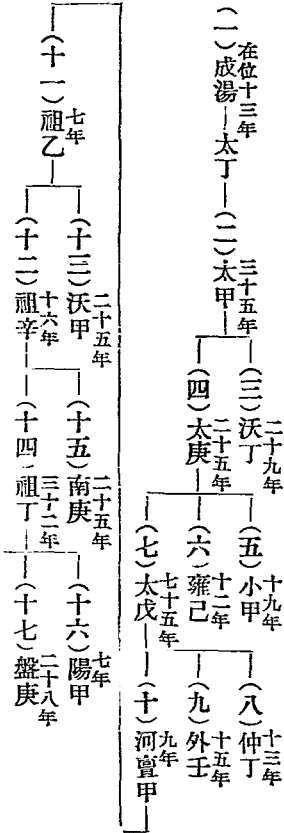 (一)成湯
在位十三年
太丁
(二)太甲
三十五年
(三)沃丁
二十九年
(四)太庚
二十五年
(五)小甲
十九年
(六)雍己
十二年
(七)太戊
七十五年
(八)仲丁
十三年
(九)外壬
十五年
(十)河亶甲
九年
(十一)祖乙
七年
(十三)沃甲
二十五年
(十二)祖辛
十六年
(十五)南庚
二十五年
(十四)祖丁
三十二年
(十六)陽甲
七年
(十七)盤庚
二十八年